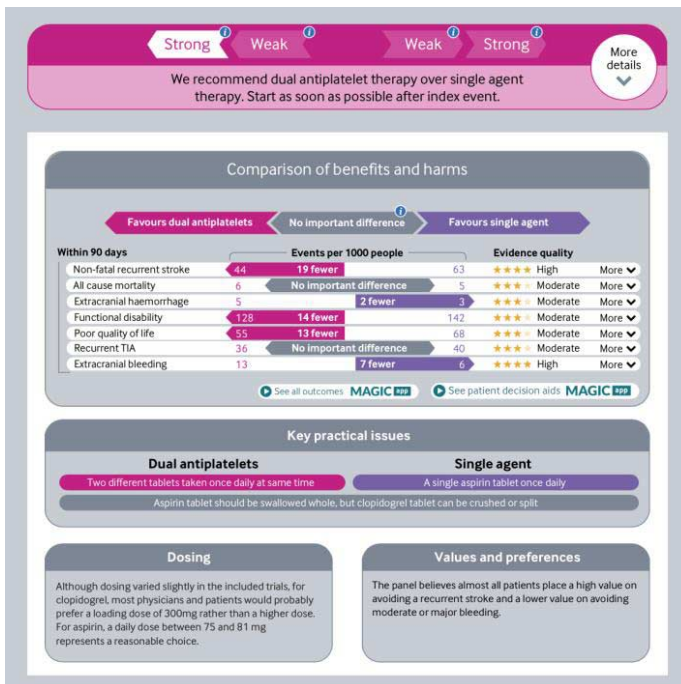 Strong Weak Weak Strong
More
details
We recommend dual antiplatelet therapy over single agent
therapy. Start as soon as possible after index event.
Comparison of benefits and harms
Favours dual antiplatelets No important difference Favours single agent
Within 90 days Events per 1000 people Evidence quality
Non-fatal recurrent stroke 44 19 fewer 63 High More
All cause mortality 6 No important difference 5 Moderate More
Extracranial haemorrhage 5 2 fewer 3 Moderate More
Functional disability 128 14 fewer 142 Moderate More
Poor quality of life 55 13 fewer 68 Moderate More
Recurrent TIA 36 No important difference 40 Moderate More
Extracranial bleeding 13 7 fewer 6 High More
See all outcomes MAGIC app See patient decision aids MAGIC app
Key practical issues
Dual antiplatelets Single agent
Two different tablets taken once daily at same time A single aspirin tablet once daily
Aspirin tablet should be swallowed whole, but clopidogrel tablet can be crushed or split
Dosing
Although dosing varied slightly in the included trials, for
clopidogrel, most physicians and patients would probably
prefer a loading dose of 300mg rather than a higher dose.
For aspirin, a daily dose between 75 and 81 mg
represents a reasonable choice.
Values and preferences
The panel believes almost all patients place a high value on
avoiding a recurrent stroke and a lower value on avoiding
moderate or major bleeding.